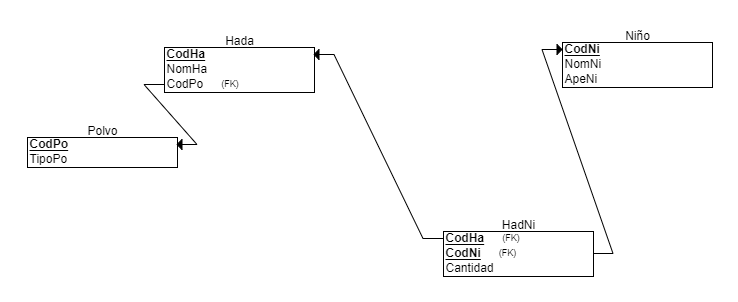 Hada
CodHa
NomHa
CodPo (FK)
Niño
CodNi
NomNi
ApeNi
Polvo
CodPo
TipoPo
HadNi
CodHa (FK)
CodNi (FK)
Cantidad